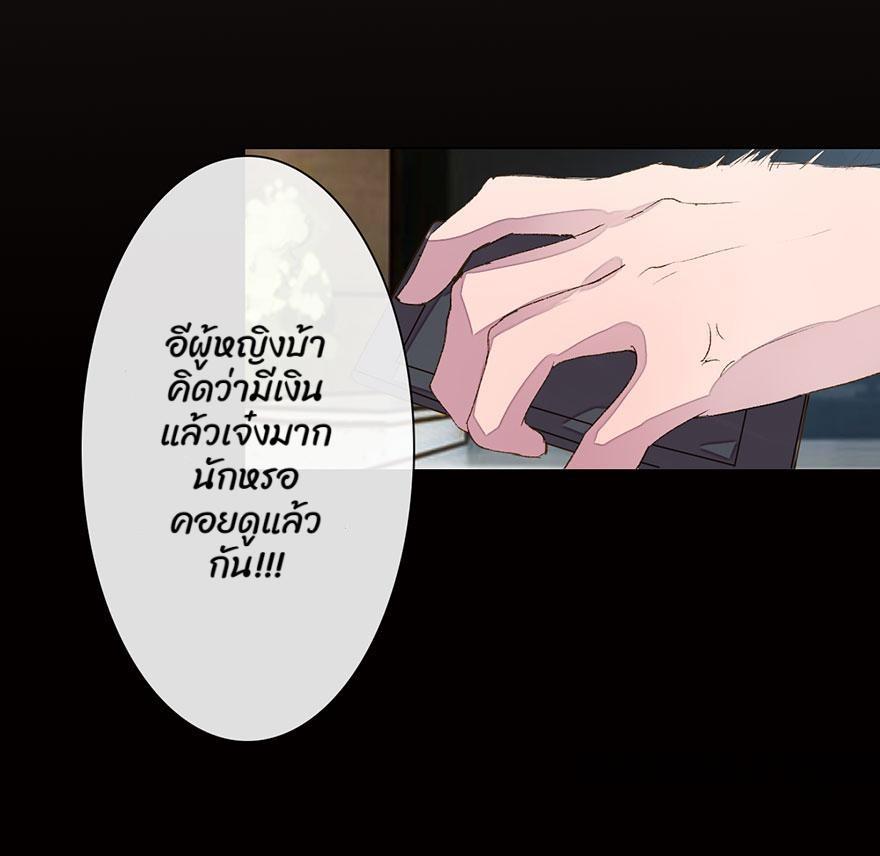 อีผู้หญิงบ้า
คิดว่ามีเงิน
แล้วเจ๋งมาก
นักหรอ
คอยดูแล้ว
กัน!!!